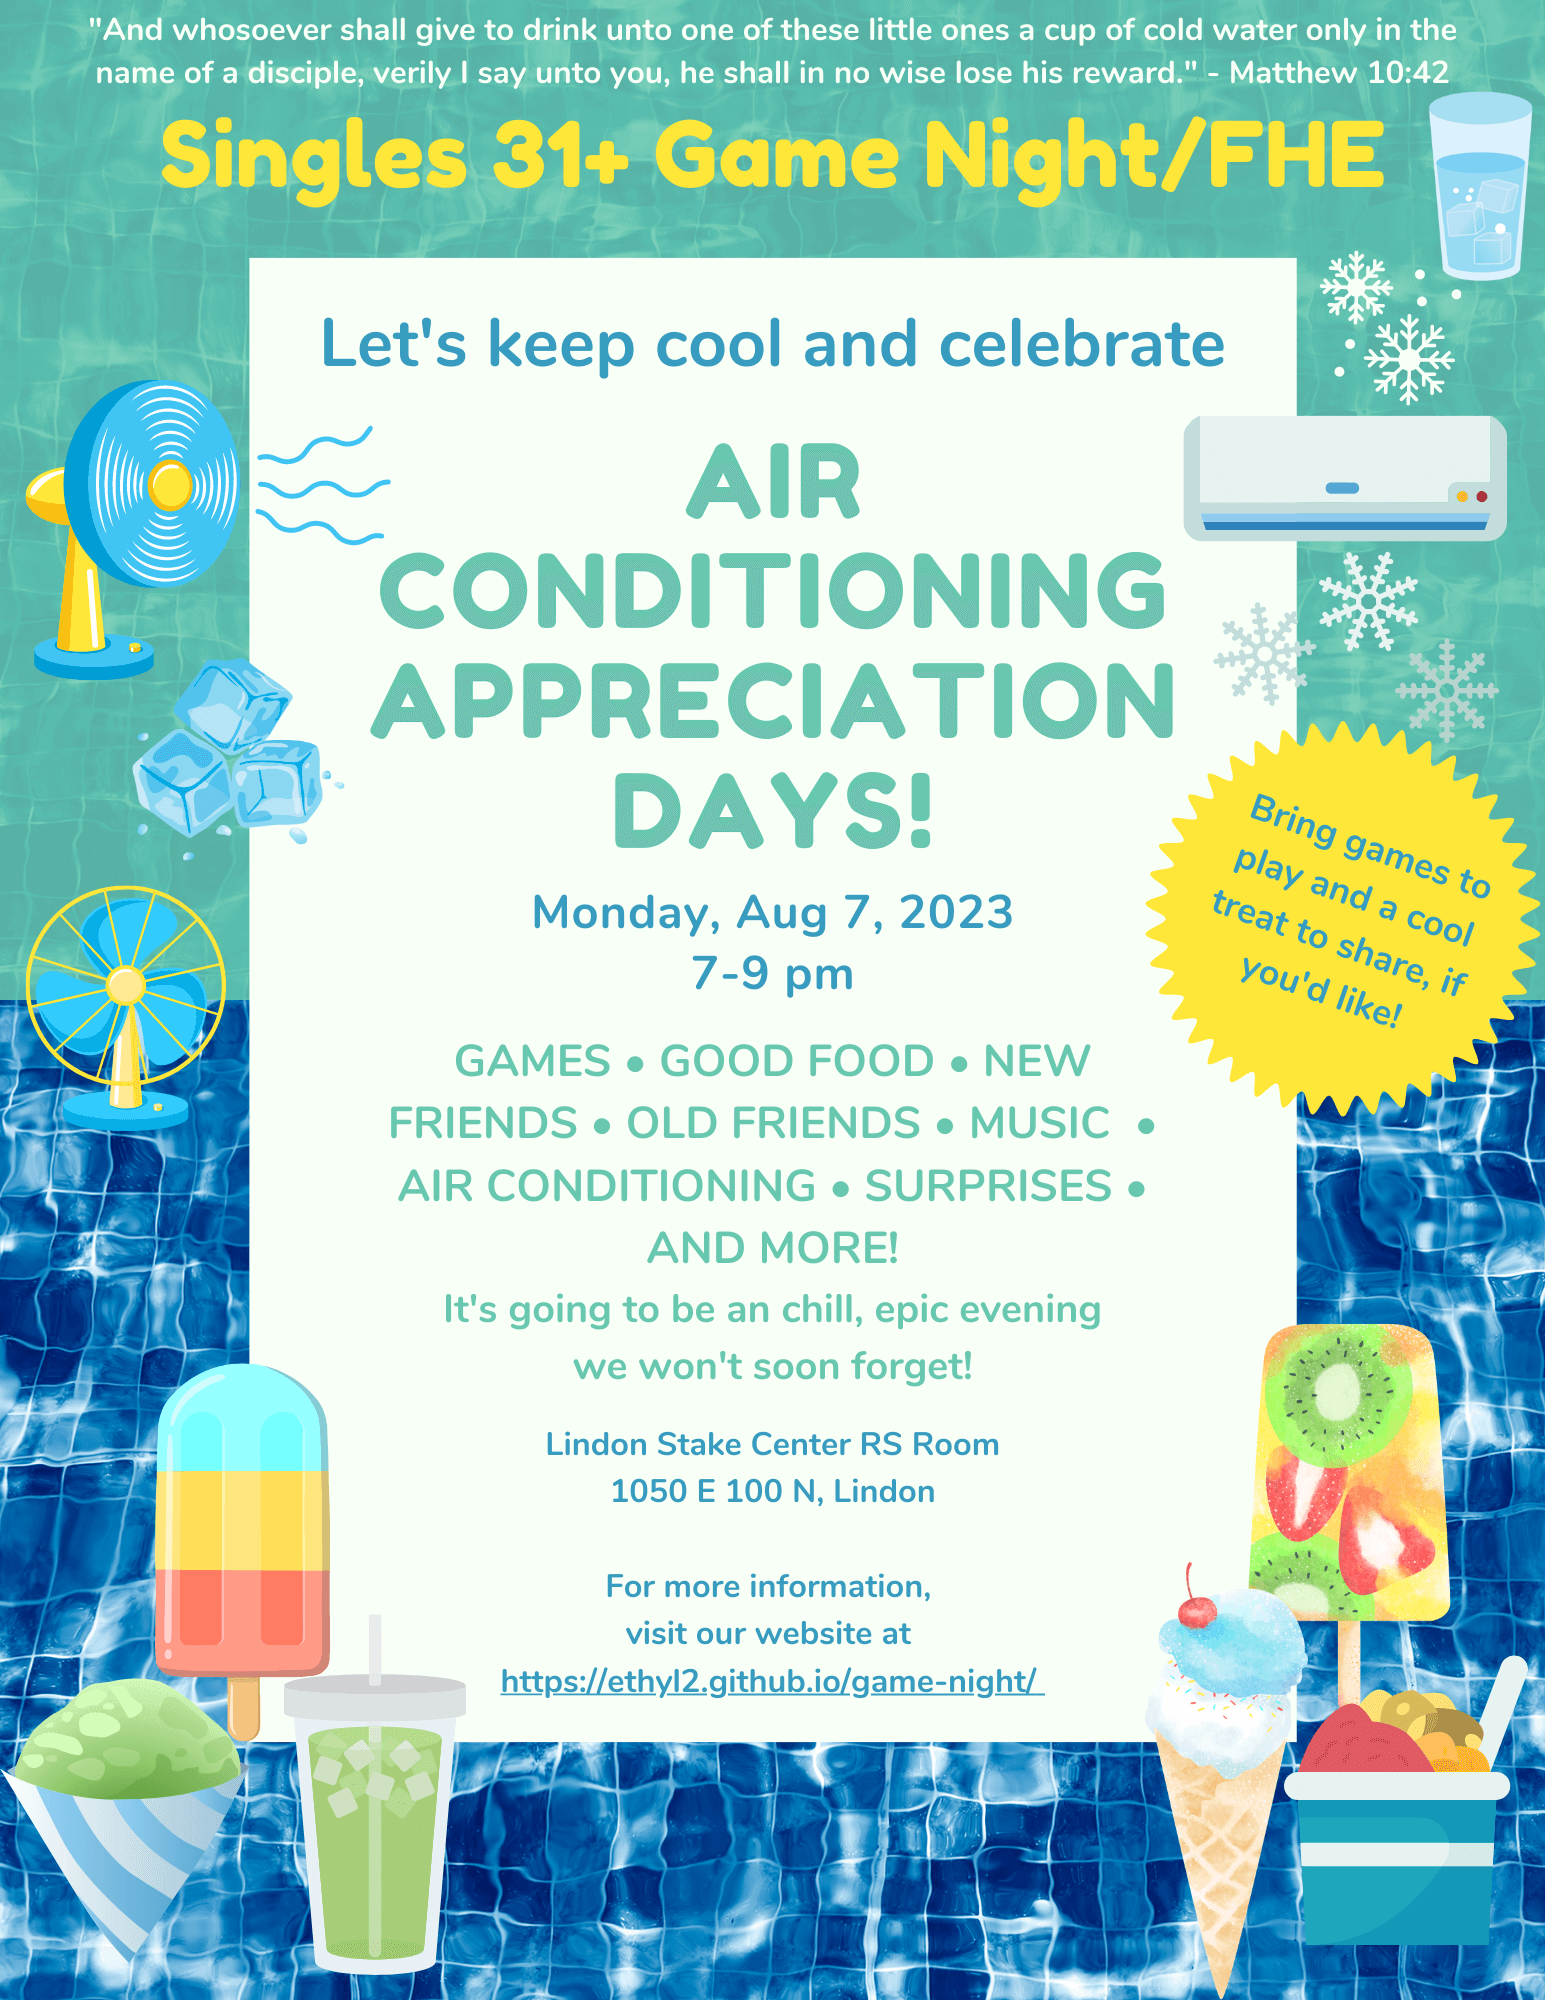 "And whosoever shall give to drink unto one of these little ones a cup of cold water only in the
name of a disciple, verily I say unto you, he shall in no wise lose his reward." - Matthew 10:42
Singles 31+ Game Night/FHE
Let's keep cool and celebrate
AIR
CONDITIONING
APPRECIATION
DAYS!
Bring games to
play and a cool
treat to share, if
you'd like!
Monday, Aug 7, 2023
7-9 pm
GAMES • GOOD FOOD • NEW
FRIENDS • OLD FRIENDS • MUSIC •
AIR CONDITIONING • SURPRISES •
AND MORE!
It's going to be an chill, epic evening
we won't soon forget!
Lindon Stake Center RS Room
1050 E 100 N, Lindon
For more information,
visit our website at
https://ethyl2.github.io/game-night/